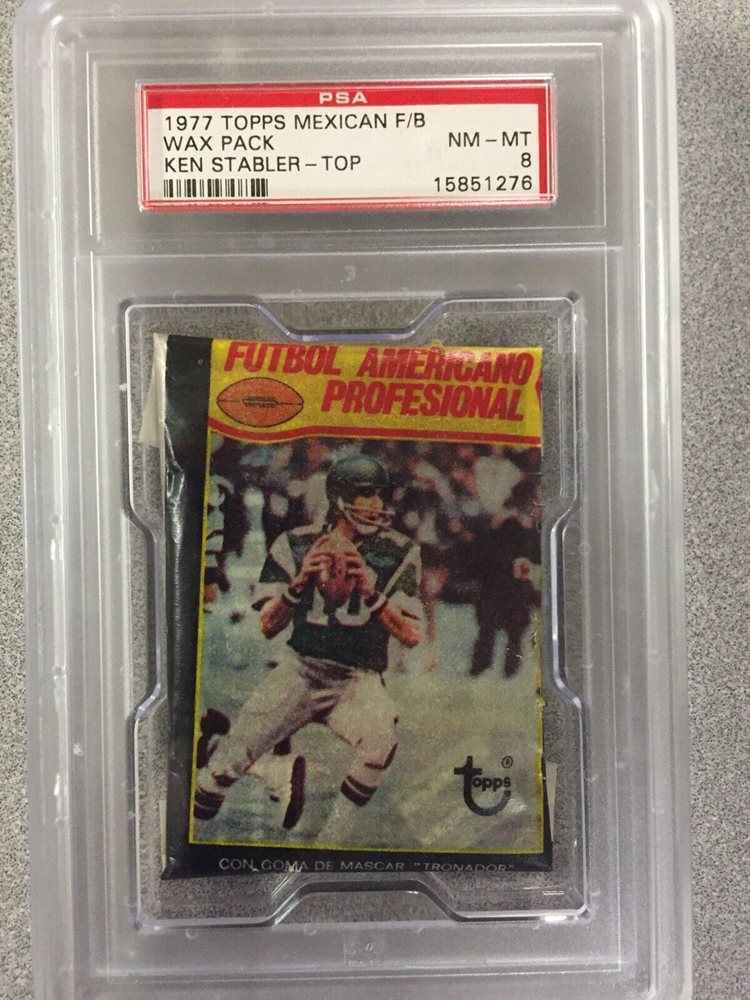 PSA
1977 TOPPS MEXICAN F/B
WAX PACK NM-MT
KEN STABLER-TOP 8
15851276
FUTBOL AMERICANO
PROFESIONAL
10
topps®
CON GOMA DE MASCAR "TRONADOR"